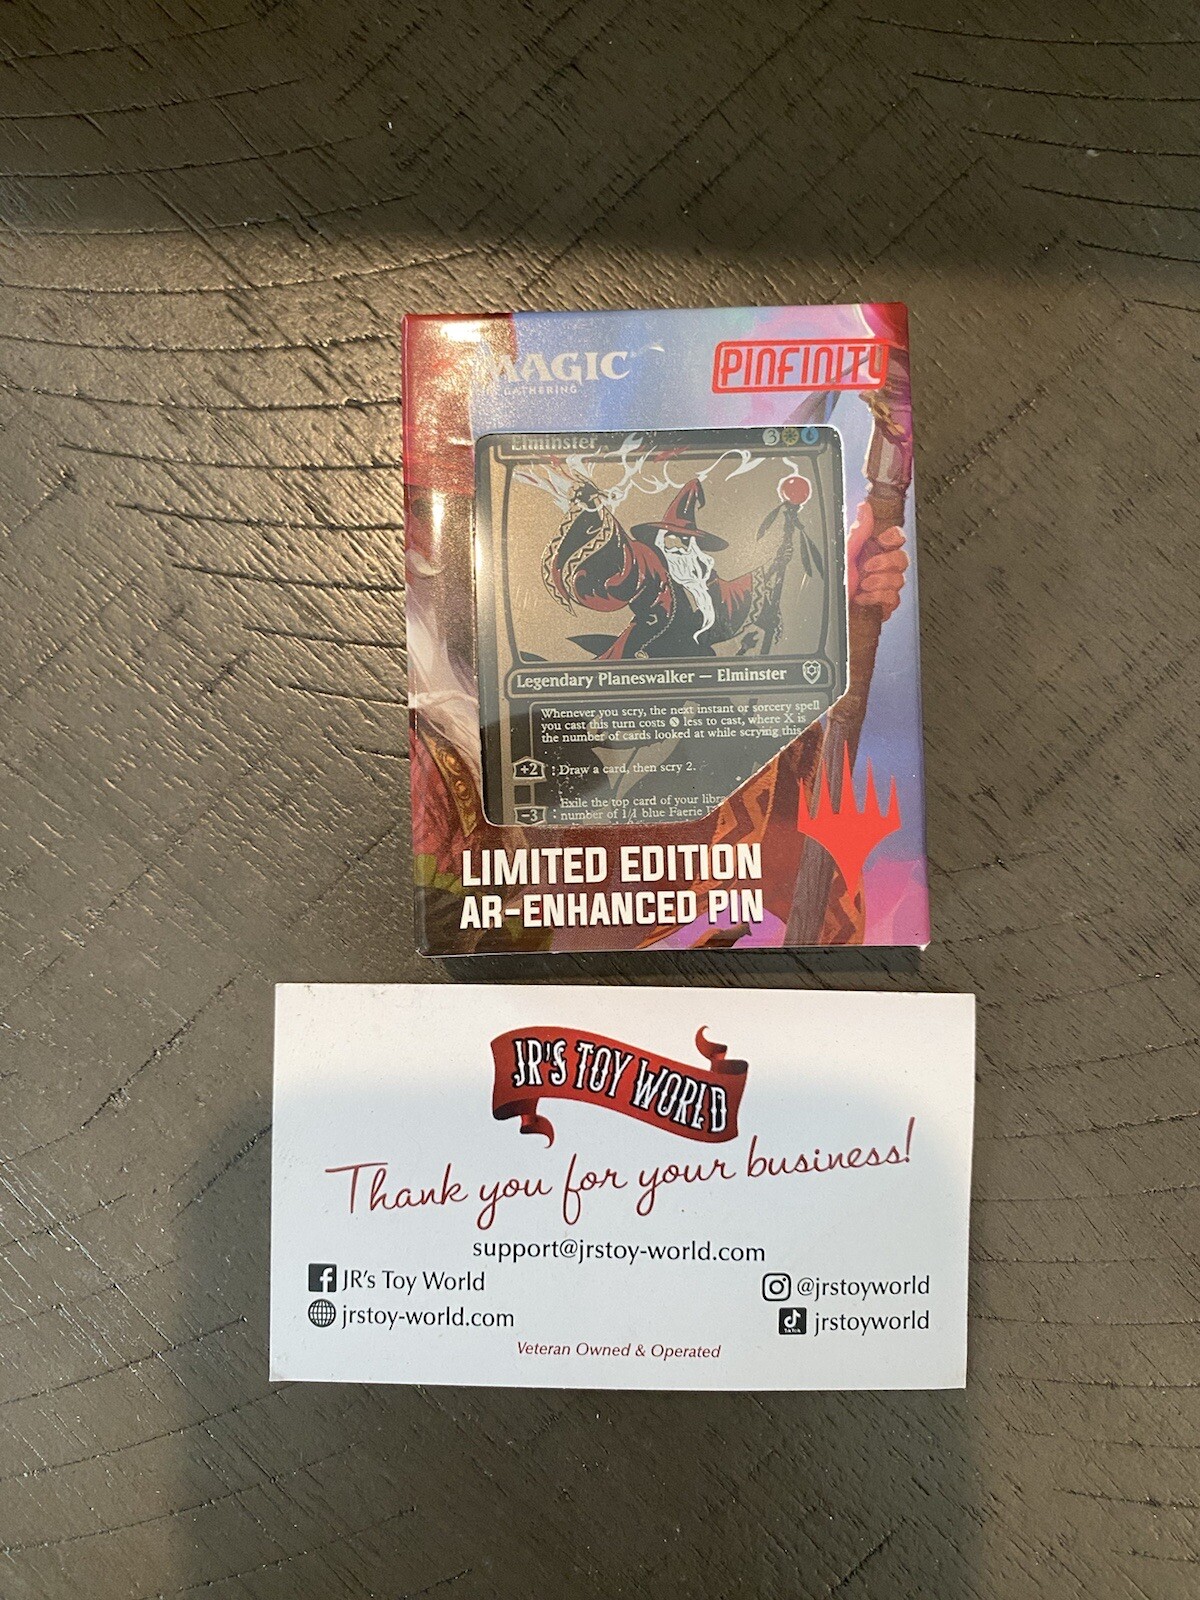 MAGIC
GATHERING
PINFINITY
Elminster
3
Legendary Planeswalker — Elminster
Whenever you scry, the next instant or sorcery spell
you cast this turn costs X less to cast, where X is
the number of cards looked at while scrying this
+2 : Draw a card, then scry 2.
Exile the top card of your
-3 : number of 1/1 blue Faerie
LIMITED EDITION
AR-ENHANCED PIN
JR'S TOY WORLD
Thank you for your business!
support@jrstoy-world.com
JR's Toy World
@jrstoyworld
jrstoy-world.com
jrstoyworld
Veteran Owned & Operated